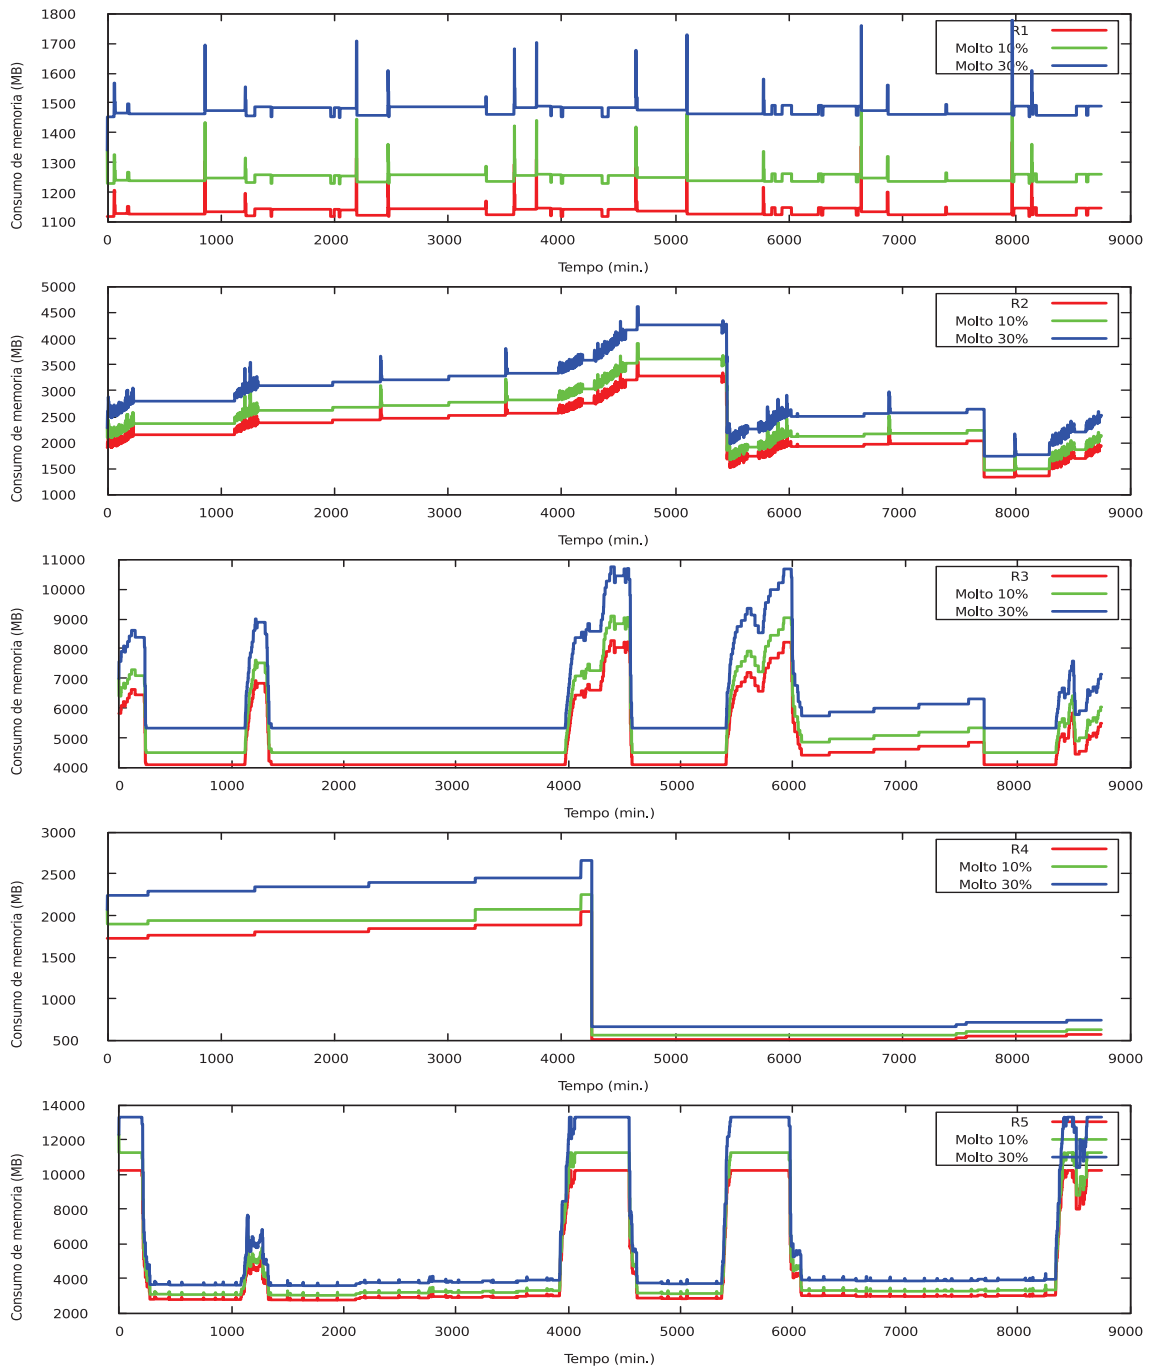 1800
1700
1600
1500
1400
1300
1200
1100
Consumo de memoria (MB)
R1
Molto 10%
Molto 30%
0 1000 2000 3000 4000 5000 6000 7000 8000 9000
Tempo (min.)
5000
4500
4000
3500
3000
2500
2000
1500
1000
Consumo de memoria (MB)
R2
Molto 10%
Molto 30%
0 1000 2000 3000 4000 5000 6000 7000 8000 9000
Tempo (min.)
11000
10000
9000
8000
7000
6000
5000
4000
Consumo de memoria (MB)
R3
Molto 10%
Molto 30%
0 1000 2000 3000 4000 5000 6000 7000 8000 9000
Tempo (min.)
3000
2500
2000
1500
1000
500
Consumo de memoria (MB)
R4
Molto 10%
Molto 30%
0 1000 2000 3000 4000 5000 6000 7000 8000 9000
Tempo (min.)
14000
12000
10000
8000
6000
4000
2000
Consumo de memoria (MB)
R5
Molto 10%
Molto 30%
0 1000 2000 3000 4000 5000 6000 7000 8000 9000
Tempo (min.)